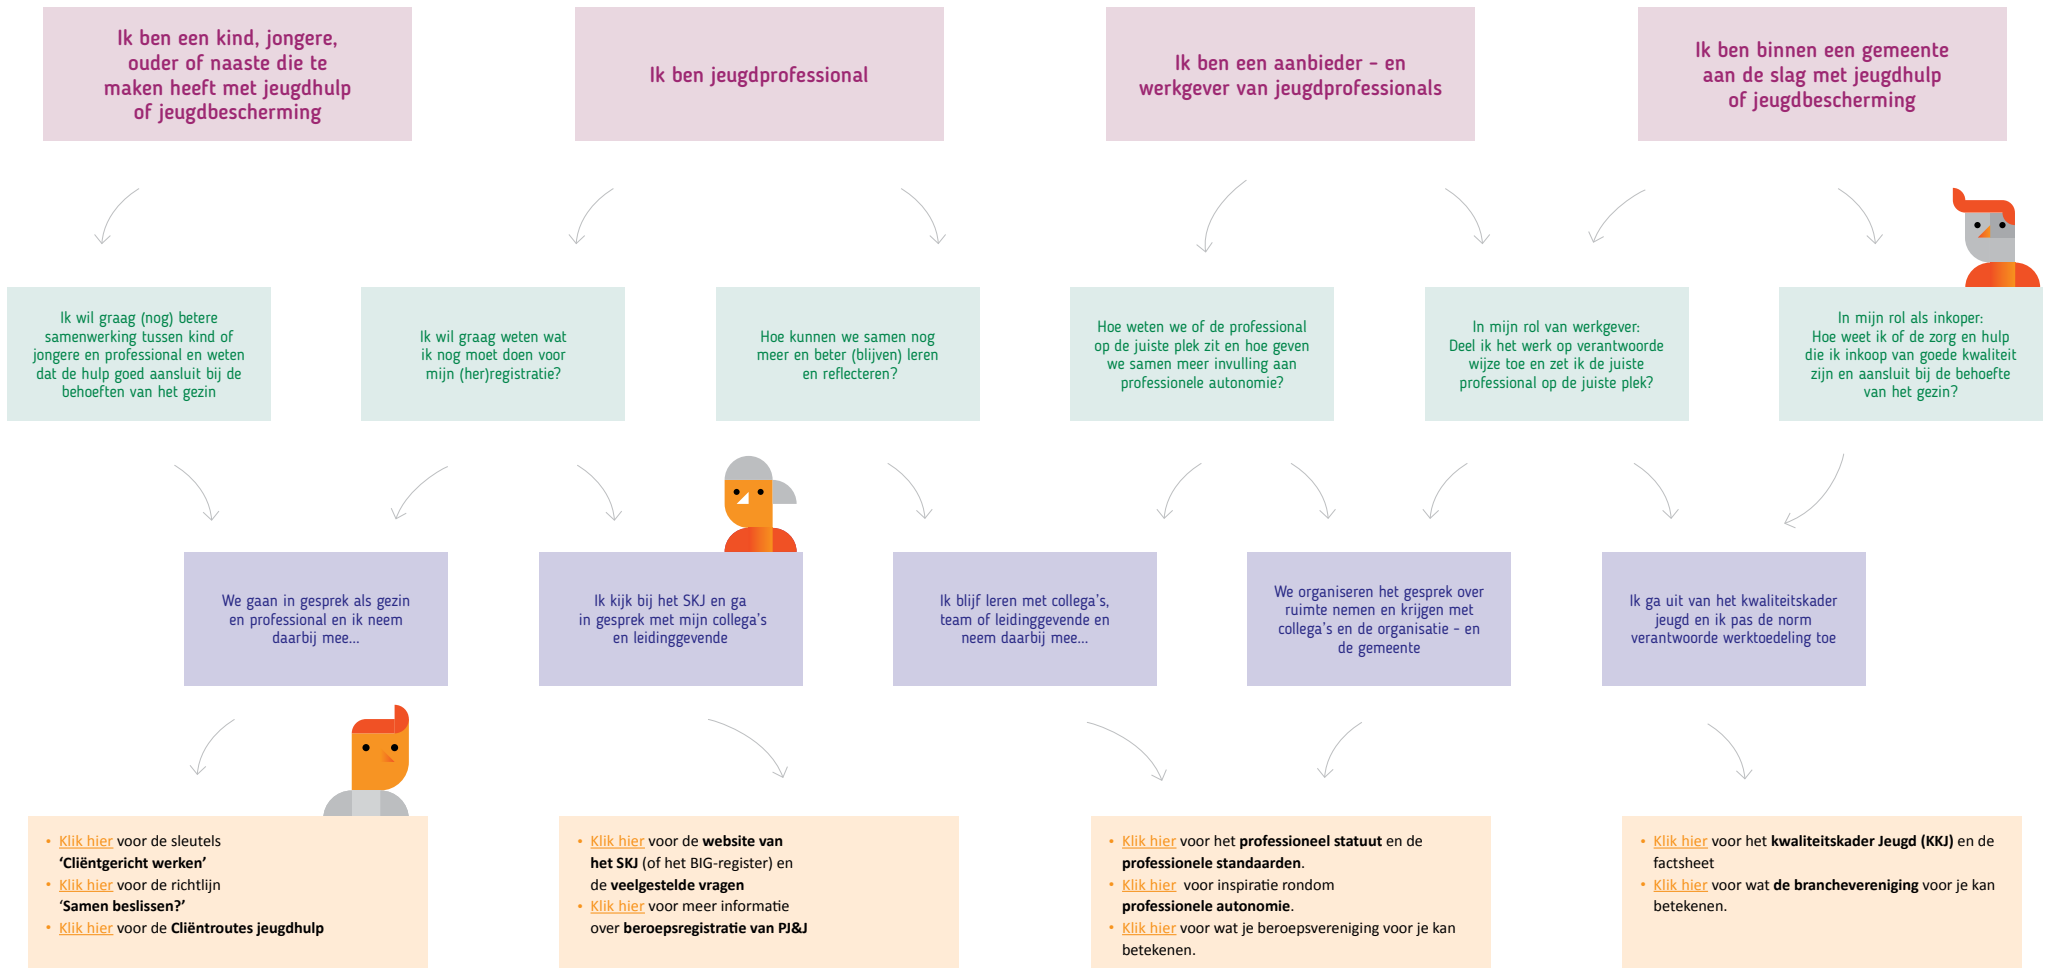 Ik ben een kind, jongere,
ouder of naaste die te
maken heeft met jeugdhulp
of jeugdbescherming
Ik ben jeugdprofessional
Ik ben een aanbieder - en
werkgever van jeugdprofessionals
Ik ben binnen een gemeente
aan de slag met jeugdhulp
of jeugdbescherming
Ik wil graag (nog) betere
samenwerking tussen kind of
jongere en professional en weten
dat de hulp goed aansluit bij de
behoeften van het gezin
Ik wil graag weten wat
ik nog moet doen voor
mijn (her)registratie?
Hoe kunnen we samen nog
meer en beter (blijven) leren
en reflecteren?
Hoe weten we of de professional
op de juiste plek zit en hoe geven
we samen meer invulling aan
professionele autonomie?
In mijn rol van werkgever:
Deel ik het werk op verantwoorde
wijze toe en zet ik de juiste
professional op de juiste plek?
In mijn rol als inkoper:
Hoe weet ik of de zorg en hulp
die ik inkoop van goede kwaliteit
zijn en aansluit bij de behoefte
van het gezin?
We gaan in gesprek als gezin
en professional en ik neem
daarbij mee...
Ik kijk bij het SKJ en ga
in gesprek met mijn collega's
en leidinggevende
Ik blijf leren met collega's,
team of leidinggevende en
neem daarbij mee...
We organiseren het gesprek over
ruimte nemen en krijgen met
collega's en de organisatie - en
de gemeente
Ik ga uit van het kwaliteitskader
jeugd en ik pas de norm
verantwoorde werktoedeling toe
• Klik hier voor de sleutels
‘Cliëntgericht werken’
• Klik hier voor de richtlijn
‘Samen beslissen?’
• Klik hier voor de Cliëntroutes jeugdhulp
• Klik hier voor de website van
het SKJ (of het BIG-register) en
de veelgestelde vragen
• Klik hier voor meer informatie
over beroepsregistratie van PJ&J
• Klik hier voor het professioneel statuut en de
professionele standaarden.
• Klik hier voor inspiratie rondom
professionele autonomie.
• Klik hier voor wat je beroepsvereniging voor je kan
betekenen.
• Klik hier voor het kwaliteitskader Jeugd (KKJ) en de
factsheet
• Klik hier voor wat de branchevereniging voor je kan
betekenen.